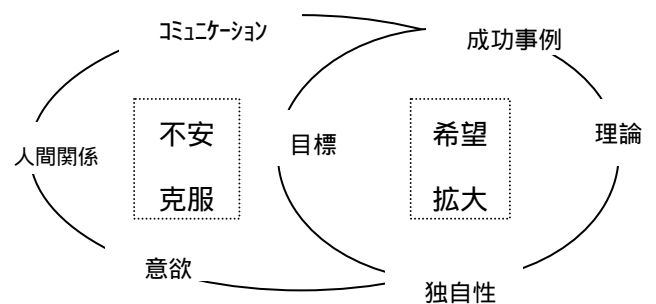 コミュニケーション
成功事例
人間関係
不安
克服
目標
希望
拡大
理論
意欲
独自性